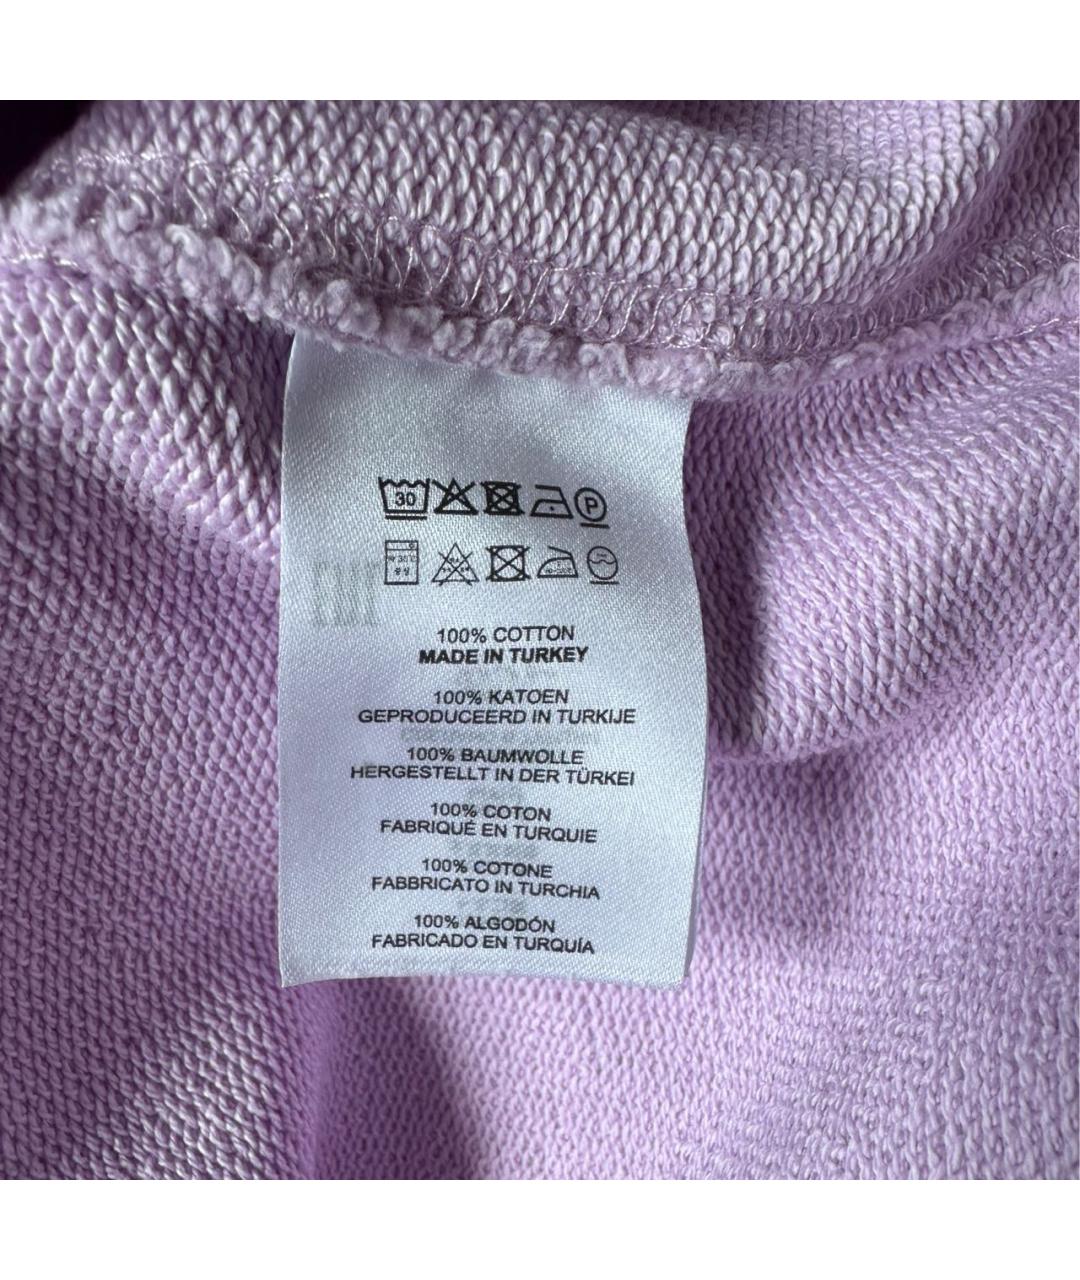 30 P
100% COTTON
MADE IN TURKEY
100% KATOEN
GEPRODUCEERD IN TURKIJE
100% BAUMWOLLE
HERGESTELLT IN DER TÜRKEI
100% COTON
FABRIQUÉ EN TURQUIE
100% COTONE
FABBRICATO IN TURCHIA
100% ALGODÓN
FABRICADO EN TURQUÍA